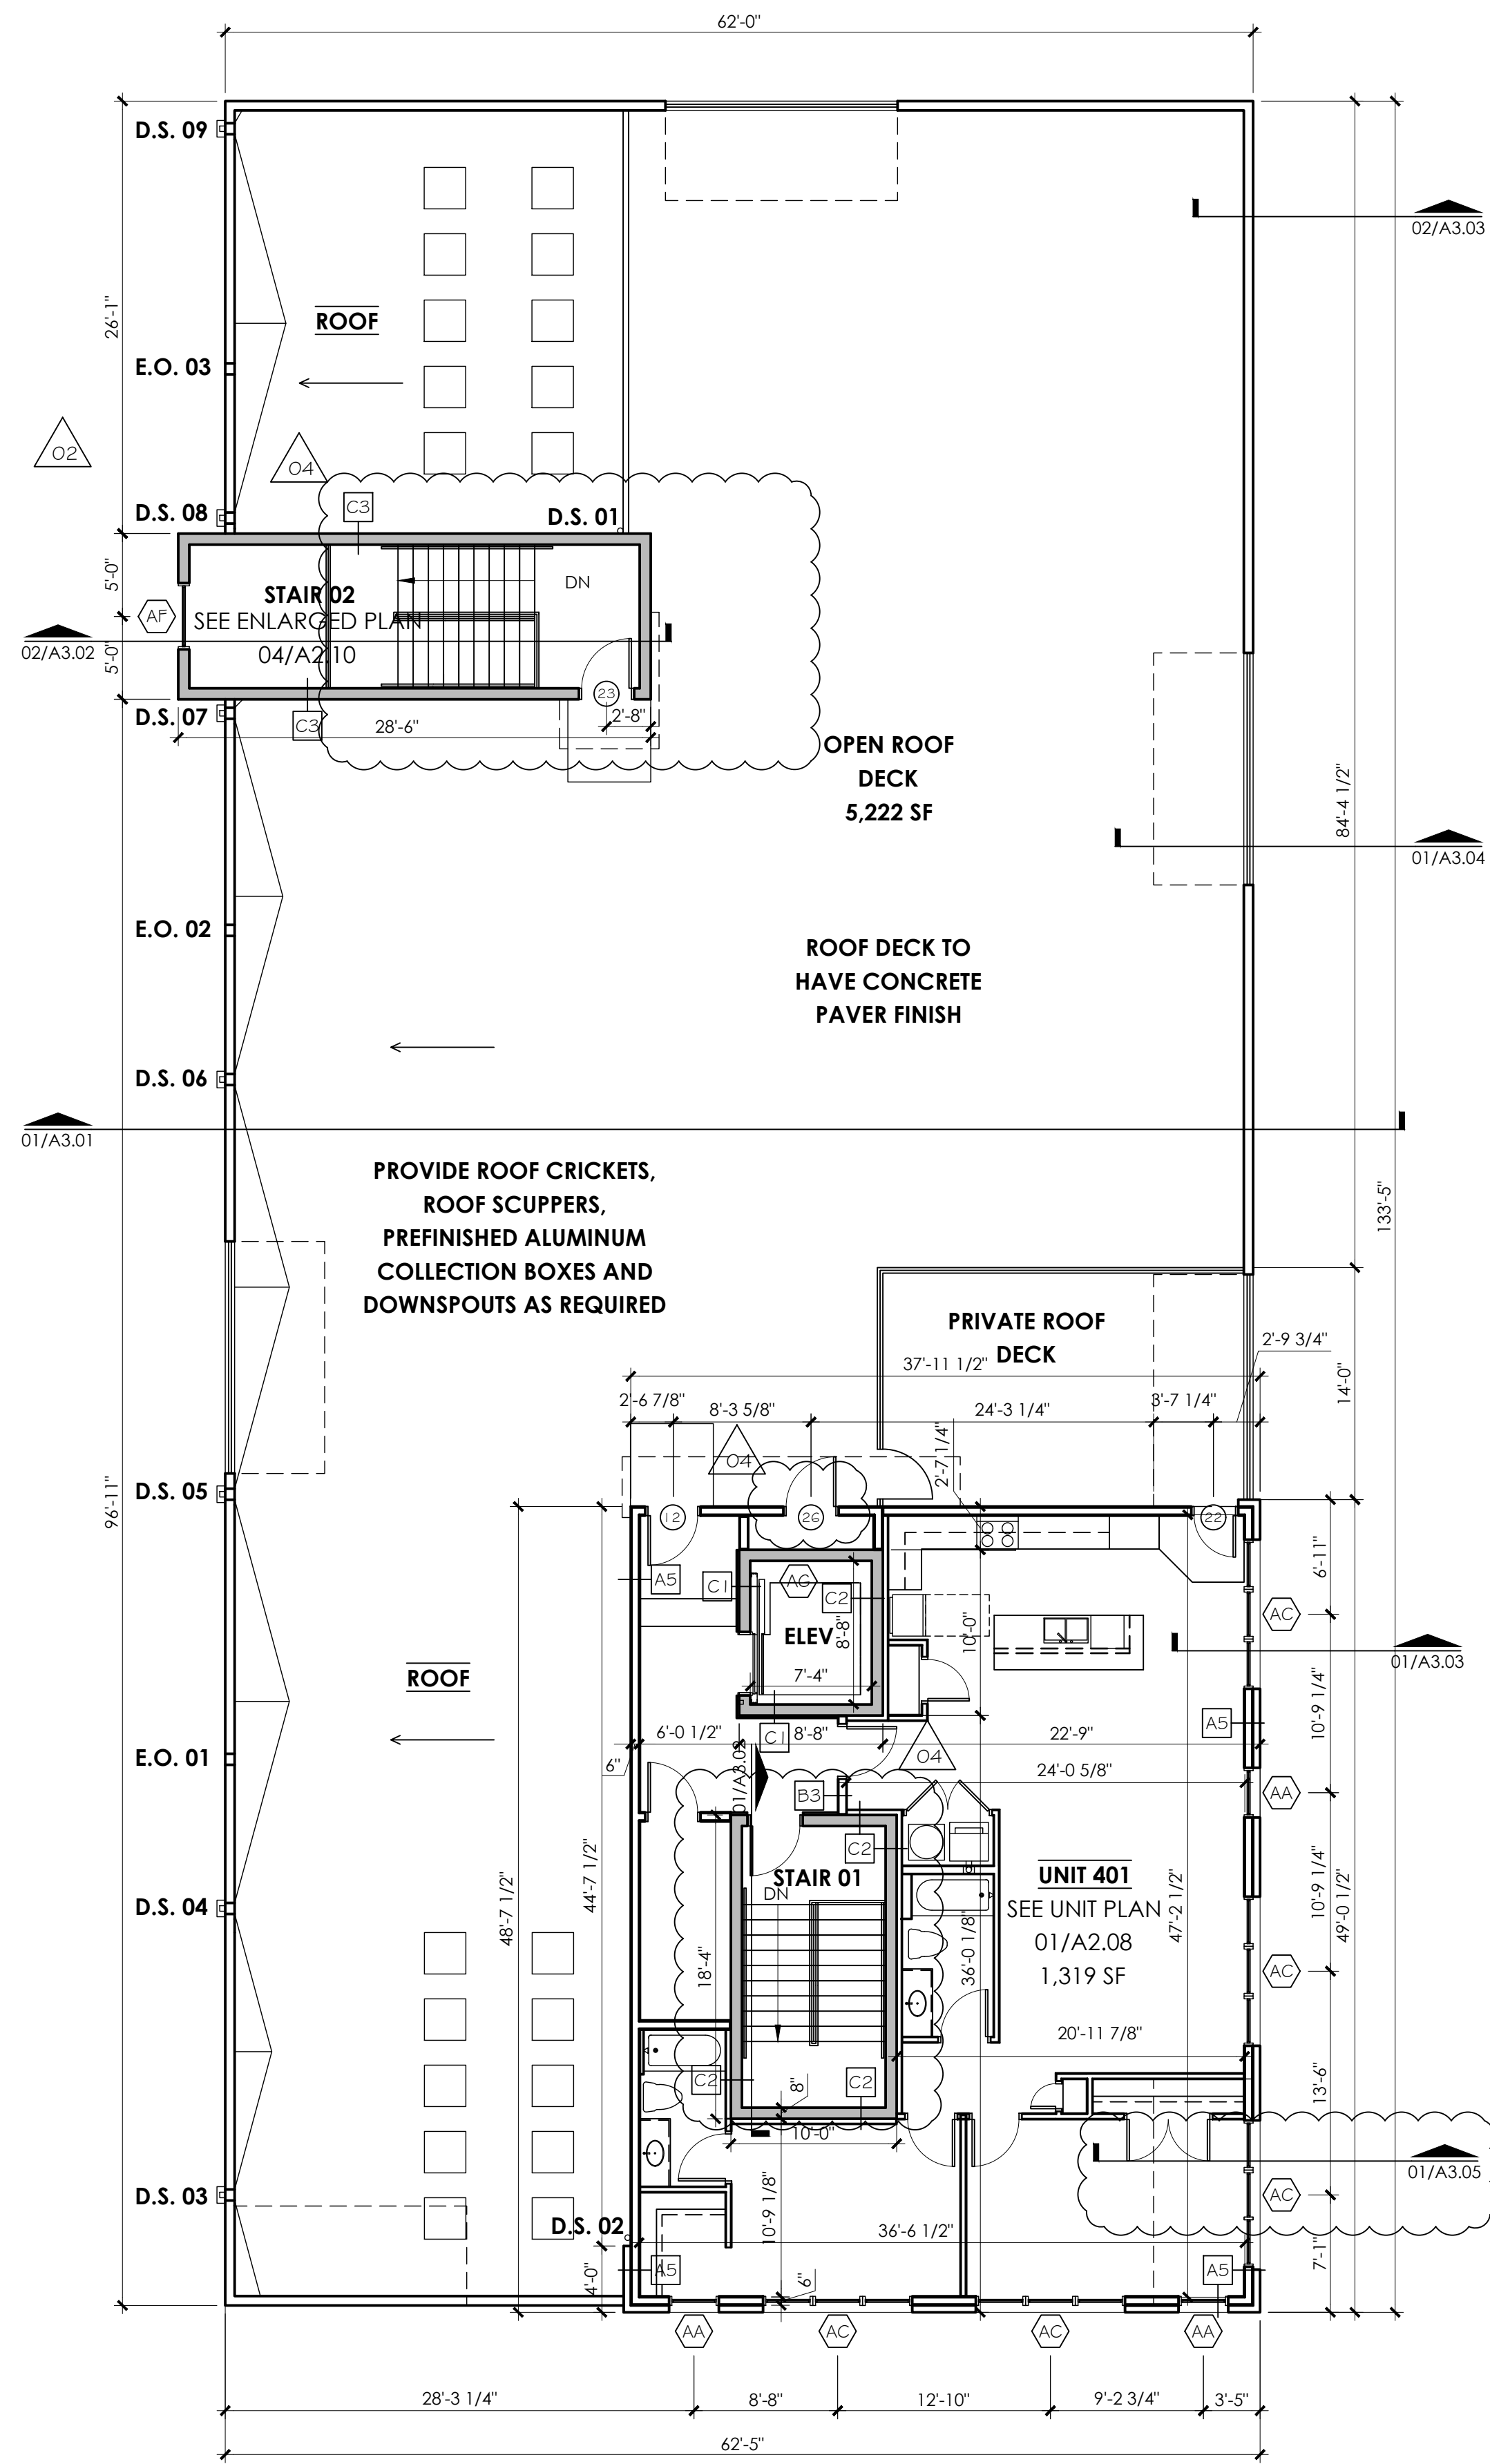 62'-0"
D.S. 09
02/A3.03
26'-1"
ROOF
E.O. 03
02
04
D.S. 08
C3
D.S. 01
5'-0"
DN
STAIR 02
AF
SEE ENLARGED PLAN
02/A3.02
04/A2.10
5'-0"
23
D.S. 07
C3
28'-6"
2'-8"
OPEN ROOF
DECK
5,222 SF
84'-4 1/2"
01/A3.04
E.O. 02
ROOF DECK TO
HAVE CONCRETE
PAVER FINISH
D.S. 06
01/A3.01
PROVIDE ROOF CRICKETS,
ROOF SCUPPERS,
PREFINISHED ALUMINUM
COLLECTION BOXES AND
DOWNSPOUTS AS REQUIRED
133'-5"
PRIVATE ROOF
DECK
2'-9 3/4"
37'-11 1/2"
14'-0"
2'-6 7/8"
8'-3 5/8"
24'-3 1/4"
3'-7 1/4"
04
2'-7 1/4"
D.S. 05
96'-11"
12
26
22
6'-11"
A5
C1
AG
C2
AC
ELEV
8'-8"
10'-0"
7'-4"
01/A3.03
ROOF
10'-9 1/4"
A5
6'-0 1/2"
C1
8'-8"
04
22'-9"
E.O. 01
6"
01/A3.02
24'-0 5/8"
B3
AA
C2
48'-7 1/2"
44'-7 1/2"
STAIR 01
DN
UNIT 401
SEE UNIT PLAN
01/A2.08
1,319 SF
47'-2 1/2"
10'-9 1/4"
49'-0 1/2"
D.S. 04
18'-4"
36'-0 1/8"
AC
20'-11 7/8"
C2
8"
C2
13'-6"
10'-0"
01/A3.05
D.S. 03
AC
D.S. 02
10'-9 1/8"
36'-6 1/2"
7'-1"
A5
A5
4'-0"
6"
AA
AC
AC
AA
28'-3 1/4"
8'-8"
12'-10"
9'-2 3/4"
3'-5"
62'-5"